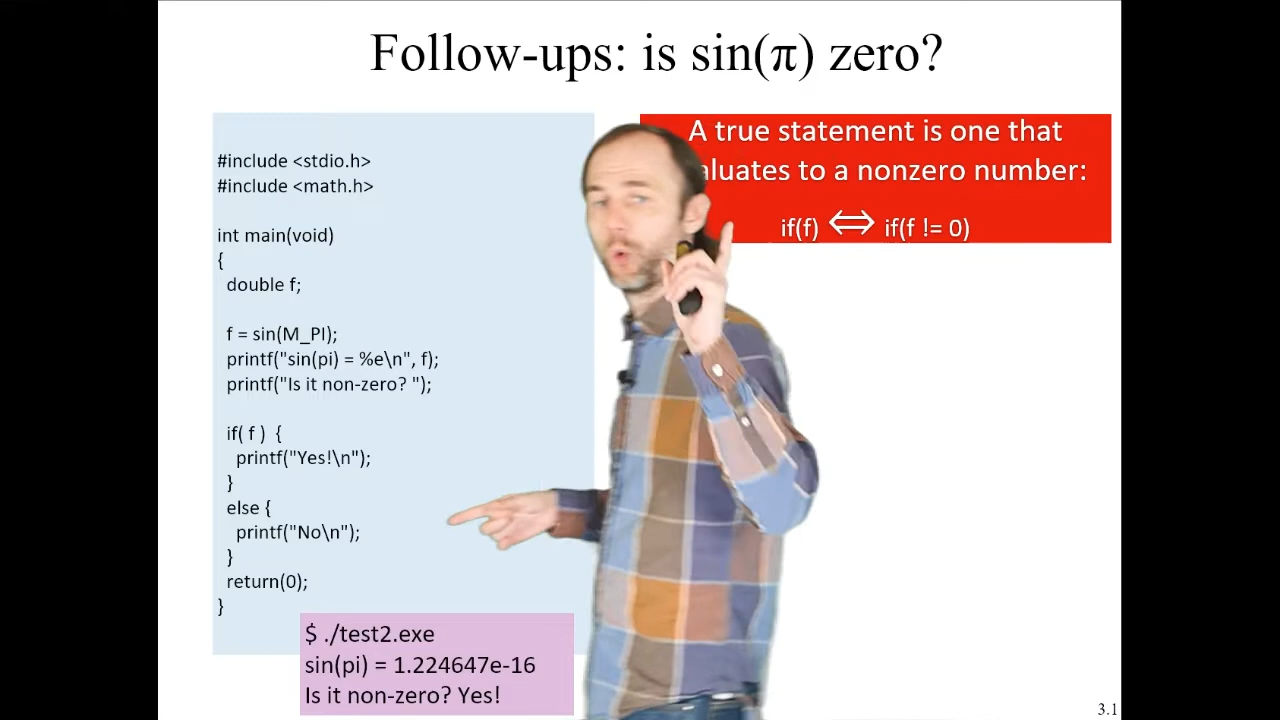 Follow-ups: is sin(π) zero?
#include <stdio.h>
#include <math.h>
int main(void)
{
double f;
f = sin(M_PI);
printf("sin(pi) = %e\n", f);
printf("Is it non-zero? ");
if( f ) {
printf("Yes!\n");
}
else {
printf("No\n");
}
return(0);
}
$ ./test2.exe
sin(pi) = 1.224647e-16
Is it non-zero? Yes!
A true statement is one that
to a nonzero number:
if(f) ⇔ if(f != 0)
3.1